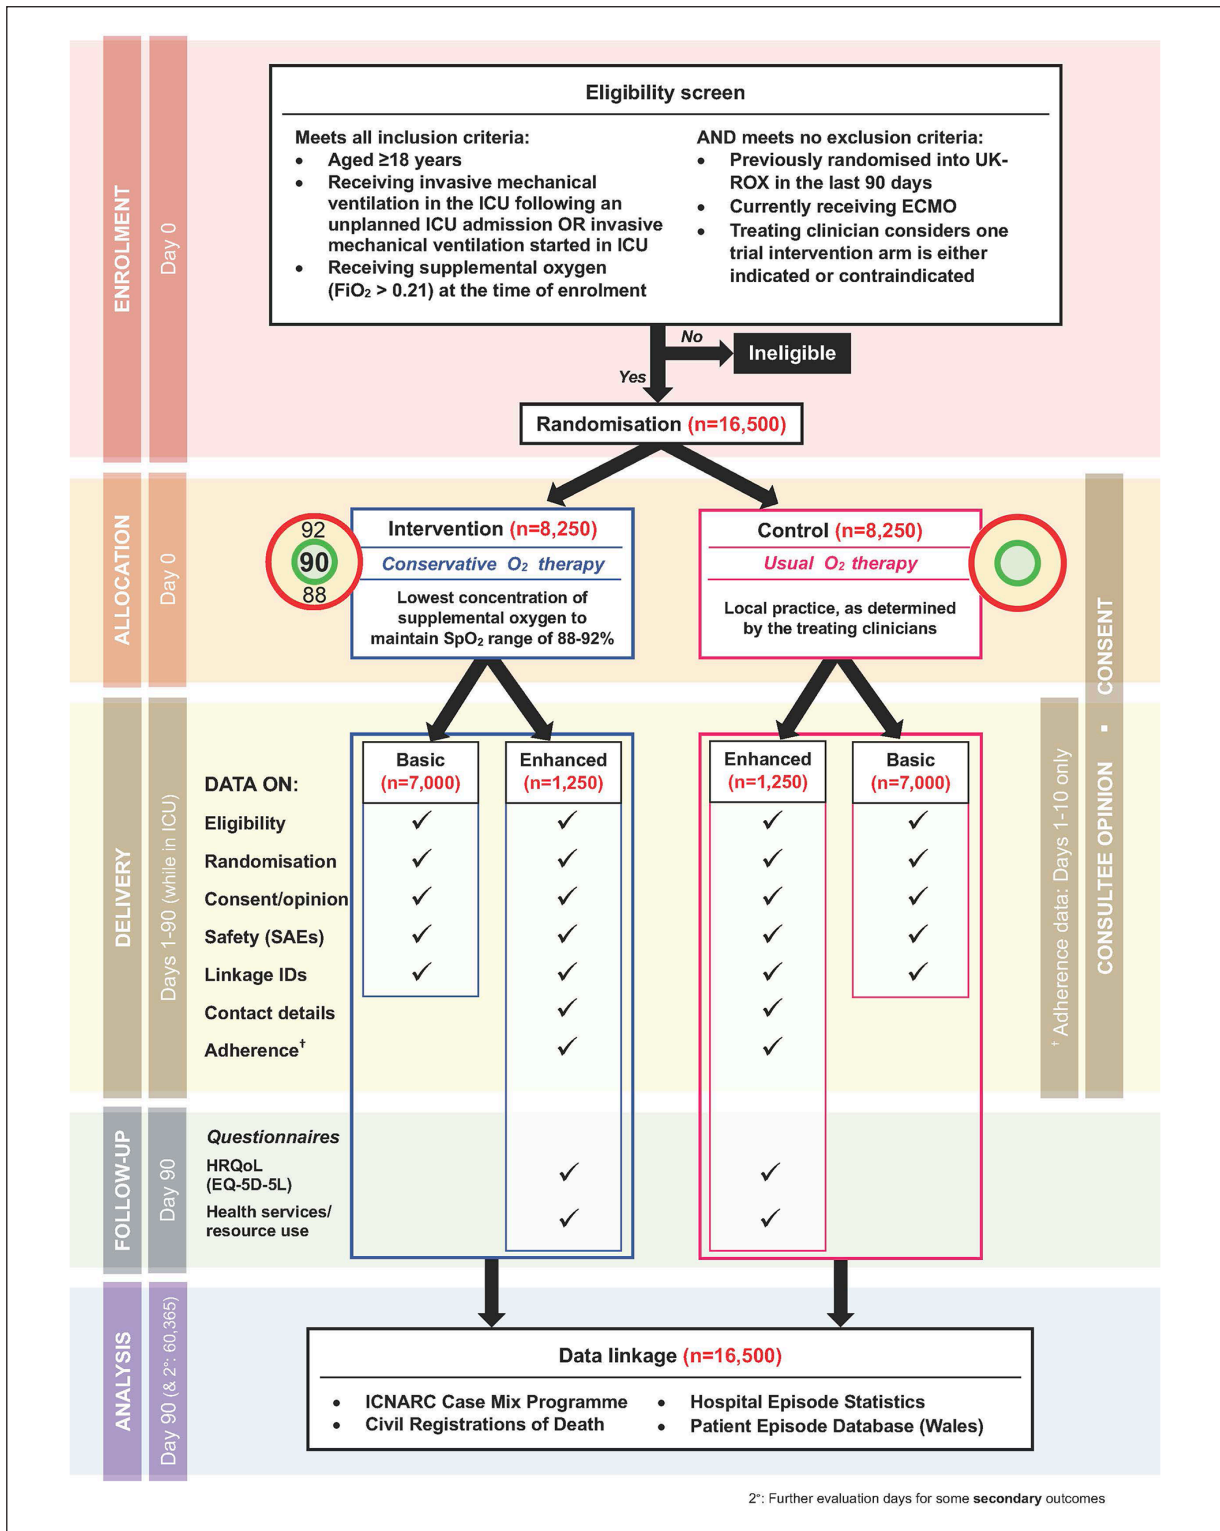 ENROLMENT
Day 0
Eligibility screen
Meets all inclusion criteria:
• Aged ≥18 years
• Receiving invasive mechanical
ventilation in the ICU following an
unplanned ICU admission OR invasive
mechanical ventilation started in ICU
• Receiving supplemental oxygen
(FiO₂ > 0.21) at the time of enrolment
AND meets no exclusion criteria:
• Previously randomised into UK-
ROX in the last 90 days
• Currently receiving ECMO
• Treating clinician considers one
trial intervention arm is either
indicated or contraindicated
No
Ineligible
Yes
Randomisation (n=16,500)
ALLOCATION
Day 0
92
90
88
Intervention (n=8,250)
Conservative O₂ therapy
Lowest concentration of
supplemental oxygen to
maintain SpO₂ range of 88-92%
Control (n=8,250)
Usual O₂ therapy
Local practice, as determined
by the treating clinicians
CONSULTEE OPINION ▪ CONSENT
DELIVERY
Days 1-90 (while in ICU)
† Adherence data: Days 1-10 only
DATA ON:
Basic
(n=7,000)
Enhanced
(n=1,250)
Enhanced
(n=1,250)
Basic
(n=7,000)
Eligibility ✓ ✓ ✓ ✓
Randomisation ✓ ✓ ✓ ✓
Consent/opinion ✓ ✓ ✓ ✓
Safety (SAEs) ✓ ✓ ✓ ✓
Linkage IDs ✓ ✓ ✓ ✓
Contact details ✓ ✓
Adherence† ✓ ✓
FOLLOW-UP
Day 90
Questionnaires
HRQoL
(EQ-5D-5L) ✓ ✓
Health services/
resource use ✓ ✓
ANALYSIS
Day 90 (& 2°: 60,365)
Data linkage (n=16,500)
• ICNARC Case Mix Programme
• Civil Registrations of Death
• Hospital Episode Statistics
• Patient Episode Database (Wales)
2°: Further evaluation days for some secondary outcomes